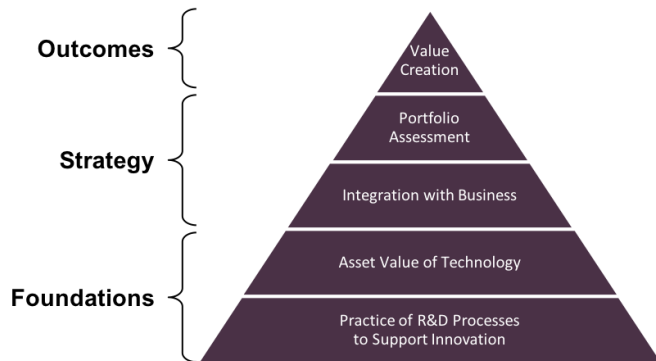 Outcomes
Value
Creation
Strategy
Portfolio
Assessment
Integration with Business
Foundations
Asset Value of Technology
Practice of R&D Processes
to Support Innovation